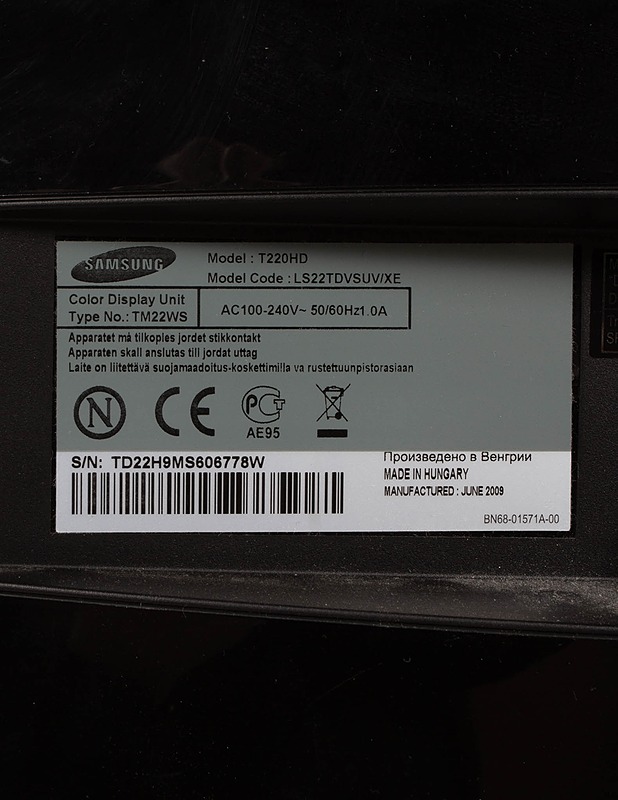 SAMSUNG
Model : T220HD
Model Code : LS22TDVSUV/XE
Color Display Unit
Type No.: TM22WS
AC100-240V~ 50/60Hz1.0A
Apparatet må tilkoples jordet stikkontakt
Apparaten skall anslutas till jordat uttag
Laite on liitettävä suojamaadoitus-koskettimilla va rustettuunpistorasiaan
N
CE
РСТ
AE95
S/N: TD22H9MS606778W
Произведено в Венгрии
MADE IN HUNGARY
MANUFACTURED : JUNE 2009
BN68-01571A-00